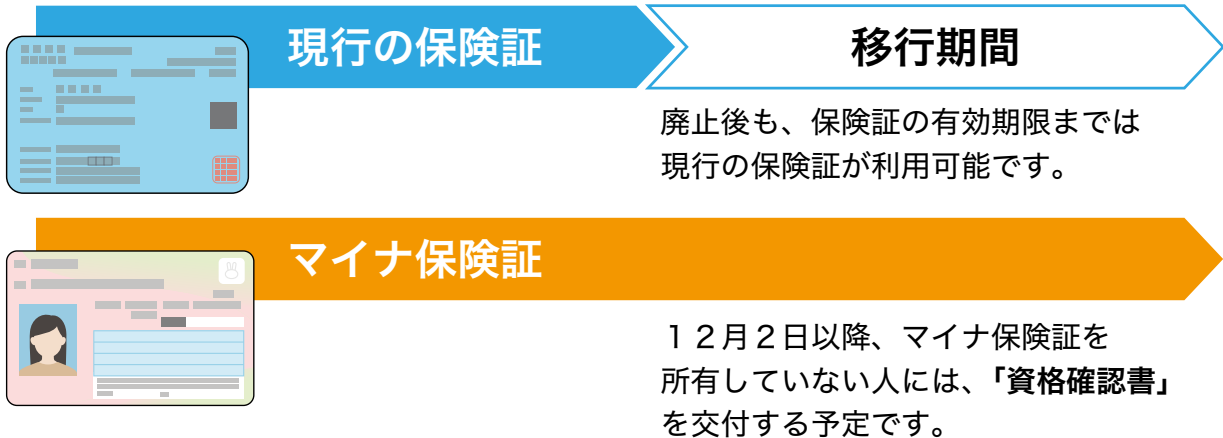 現行の保険証
移行期間
廃止後も、保険証の有効期限までは
現行の保険証が利用可能です。
マイナ保険証
１２月２日以降、マイナ保険証を
所有していない人には、「資格確認書」
を交付する予定です。